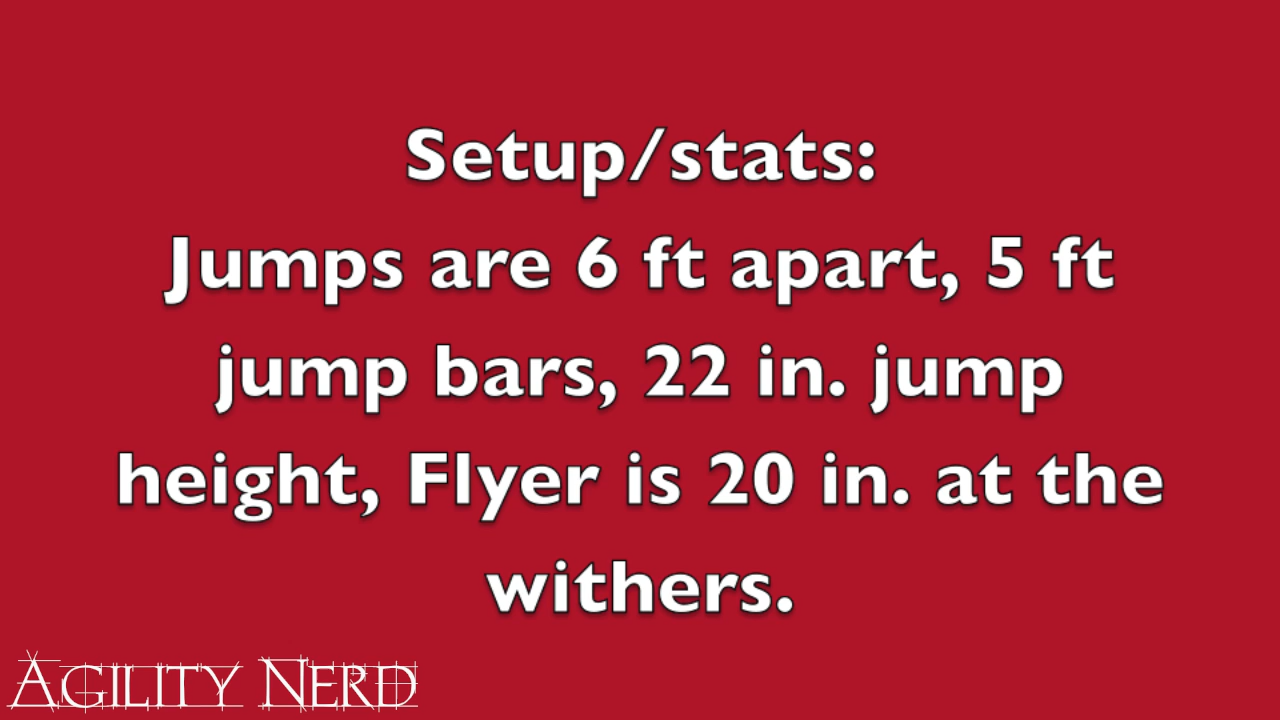 Setup/stats:
Jumps are 6 ft apart, 5 ft
jump bars, 22 in. jump
height, Flyer is 20 in. at the
withers.
AGILITY NERD